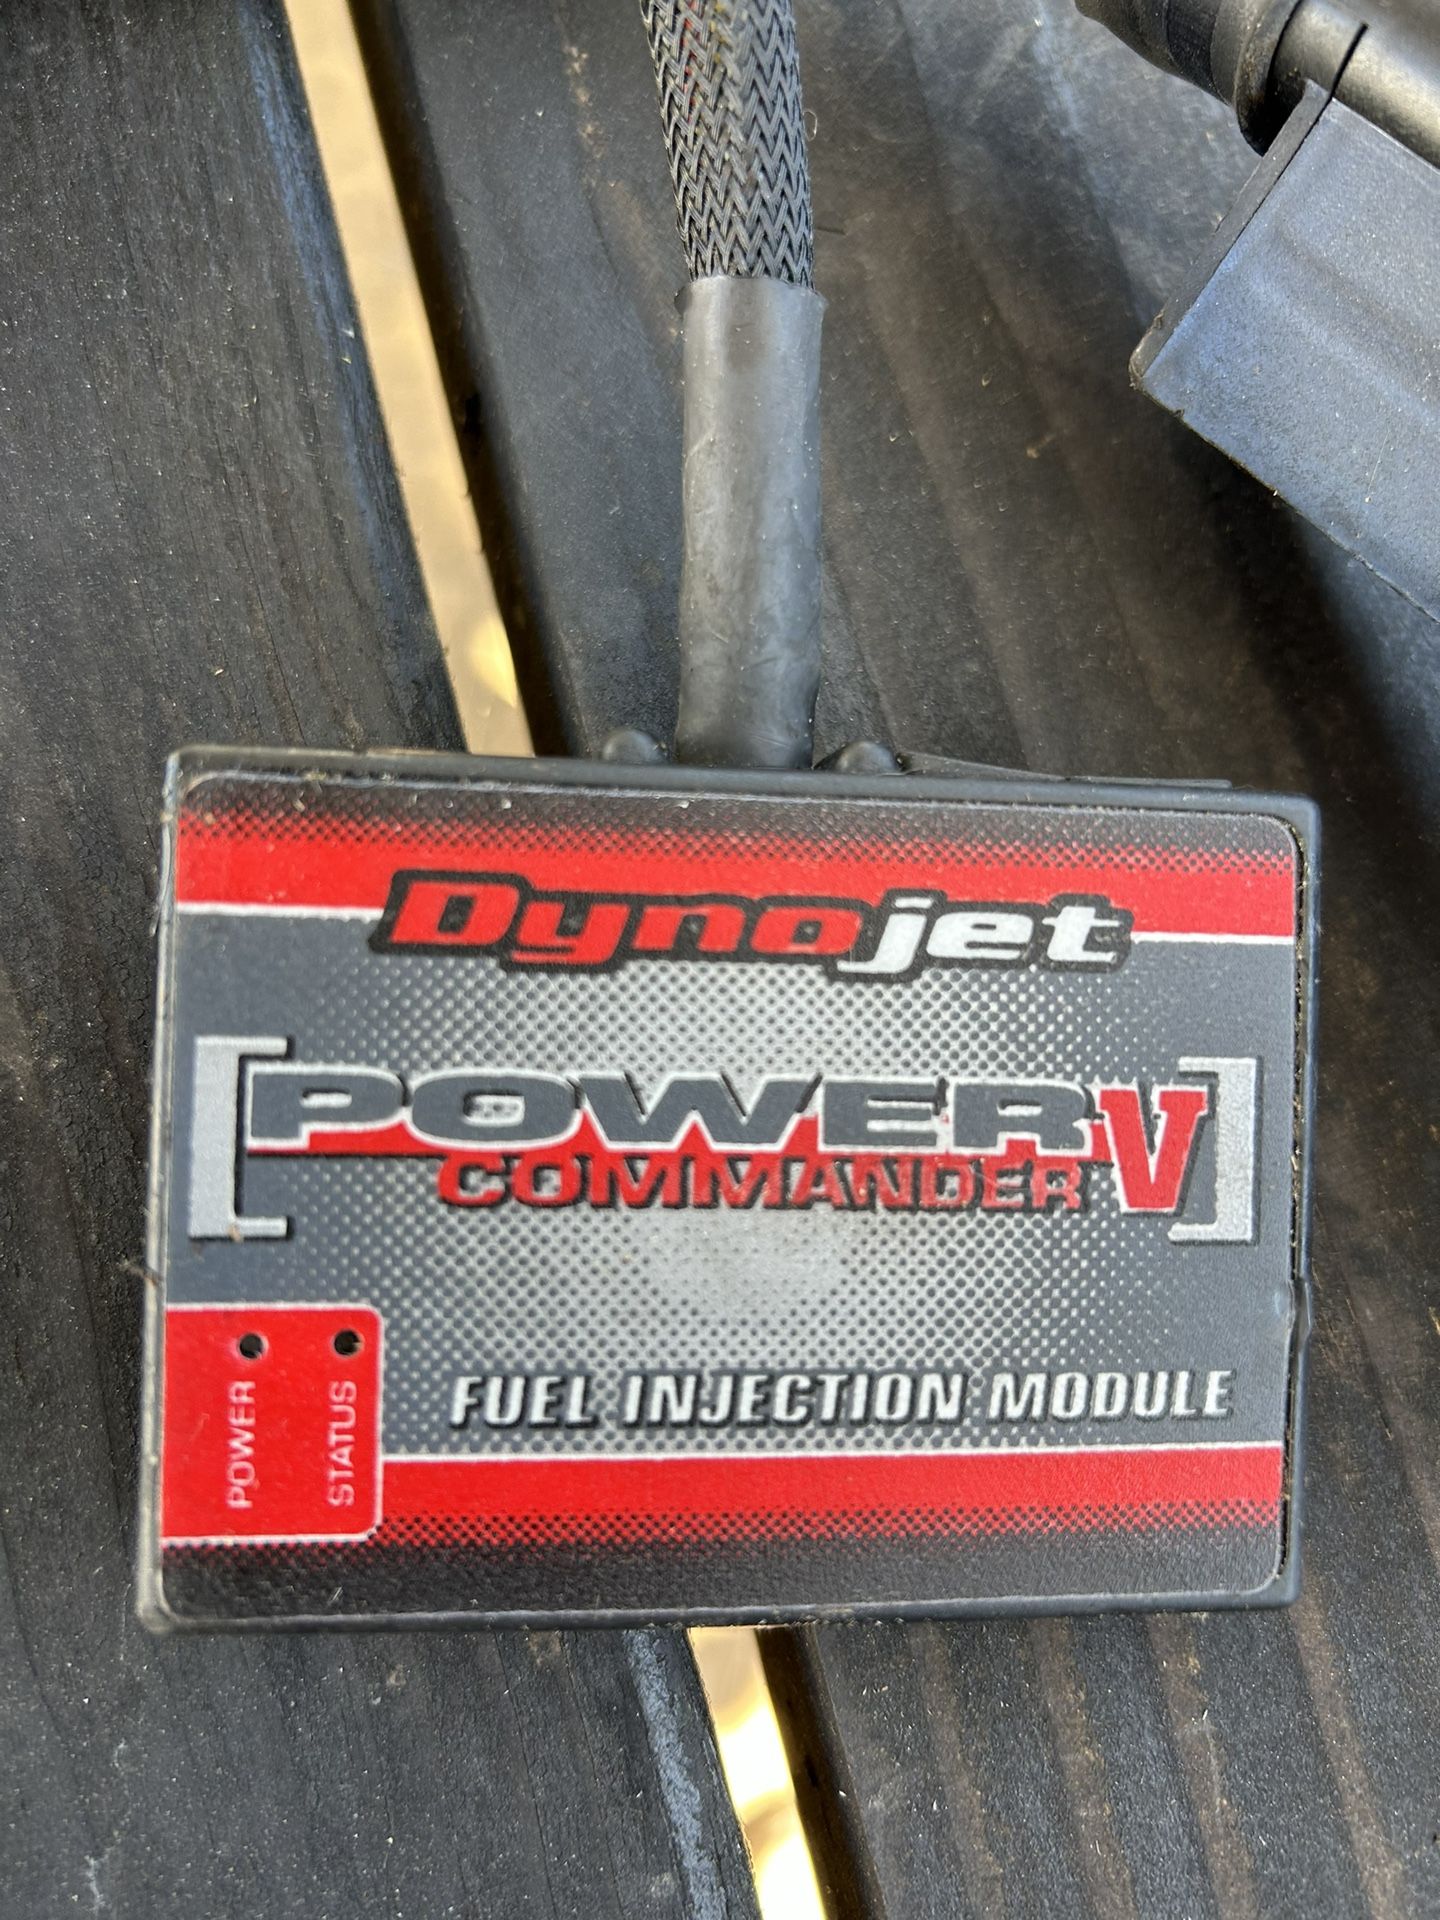 Dynojet
[POWER V]
COMMANDER
POWER
STATUS
FUEL INJECTION MODULE